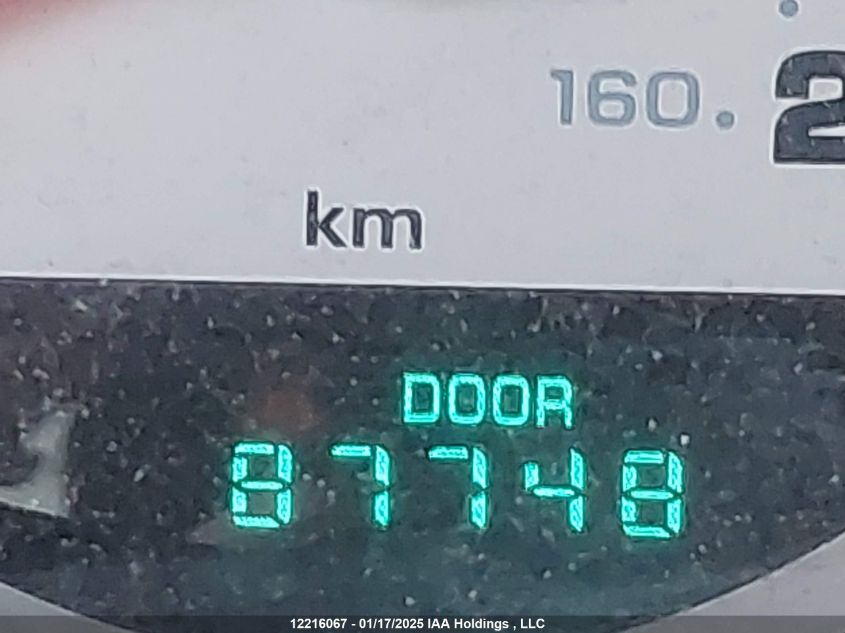 160.
km
DOOR
87748
12216067 - 01/17/2025 IAA Holdings , LLC